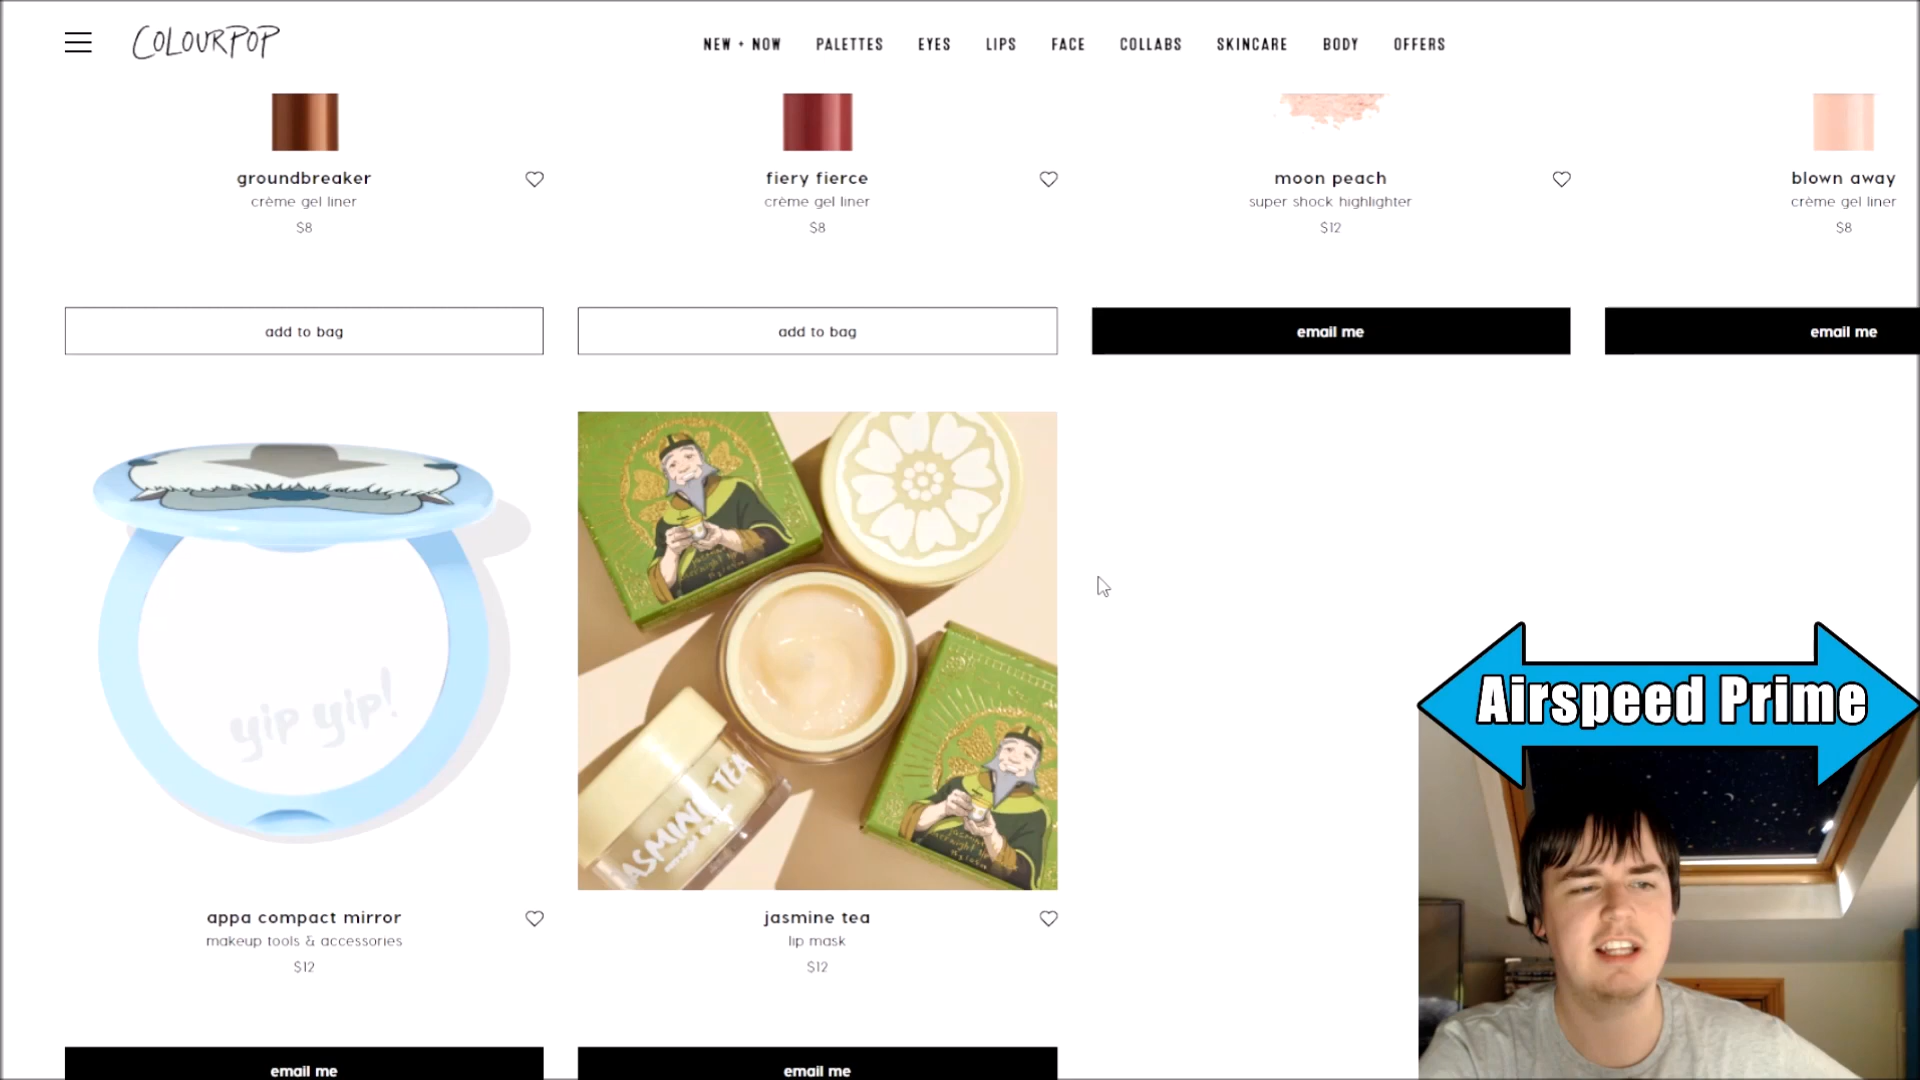 COLOURPOP
NEW + NOW PALETTES EYES LIPS FACE COLLABS SKINCARE BODY OFFERS
groundbreaker
crème gel liner
$8
fiery fierce
crème gel liner
$8
moon peach
super shock highlighter
$12
blown away
crème gel liner
$8
add to bag
add to bag
email me
email me
yip yip!
JASMINE TEA
Airspeed Prime
appa compact mirror
makeup tools & accessories
$12
jasmine tea
lip mask
$12
email me
email me